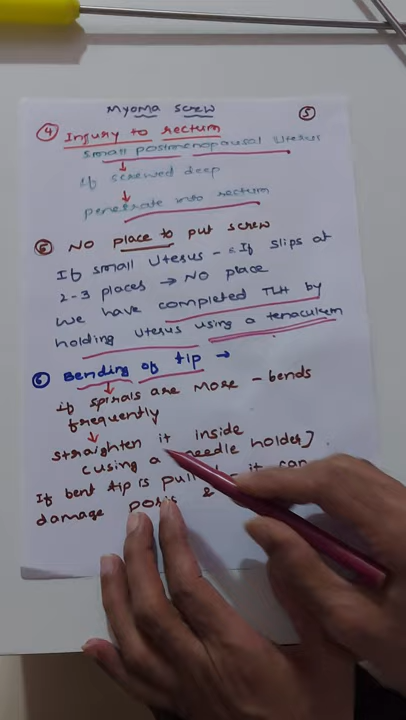 Myoma Screw
5
4 Injury to rectum
small postmenopausal Uterus
if screwed deep
penetrate into rectum
5 No place to put screw
If small Uterus - If slips at
2-3 places → No place
We have completed TLH by
holding Uterus using a tenaculum
6 Bending of tip →
if spirals are More - bends
frequently
straighten it inside
(using a needle holder)
If bent tip is pull - it can
damage &